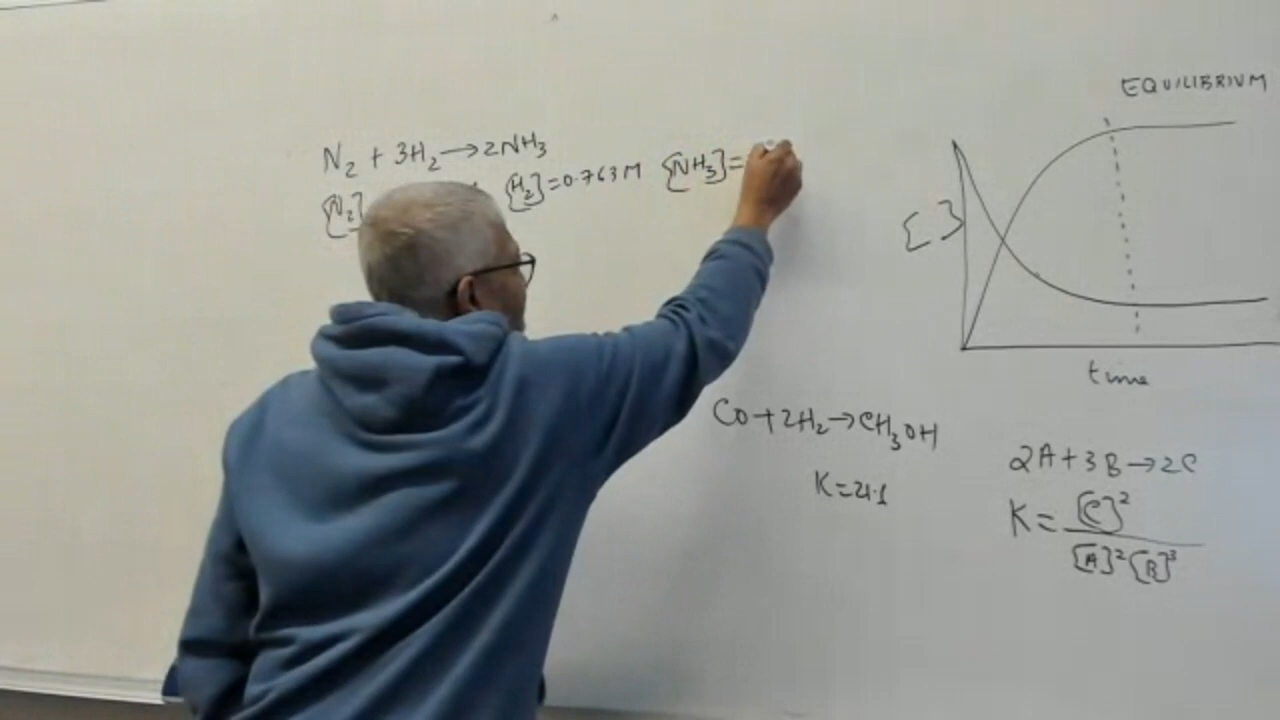 N₂ + 3H₂ → 2NH₃
[N₂] [H₂] = 0.763 M [NH₃] =
EQUILIBRIUM
[ ]
time
CO + 2H₂ → CH₃OH
K = 21.1
2A + 3B → 2C
K = [C]²
[A]² [B]³